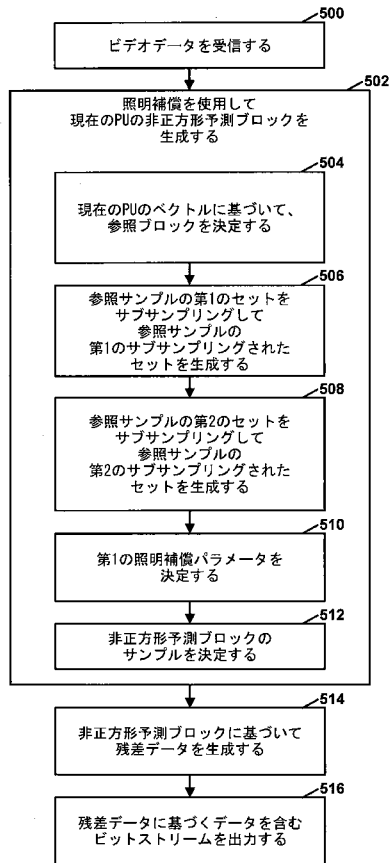 500
ビデオデータを受信する
502
照明補償を使用して
現在のPUの非正方形予測ブロックを
生成する
504
現在のPUのベクトルに基づいて、
参照ブロックを決定する
506
参照サンプルの第1のセットを
サブサンプリングして
参照サンプルの
第1のサブサンプリングされた
セットを生成する
508
参照サンプルの第2のセットを
サブサンプリングして
参照サンプルの
第2のサブサンプリングされた
セットを生成する
510
第1の照明補償パラメータを
決定する
512
非正方形予測ブロックの
サンプルを決定する
514
非正方形予測ブロックに基づいて
残差データを生成する
516
残差データに基づくデータを含む
ビットストリームを出力する